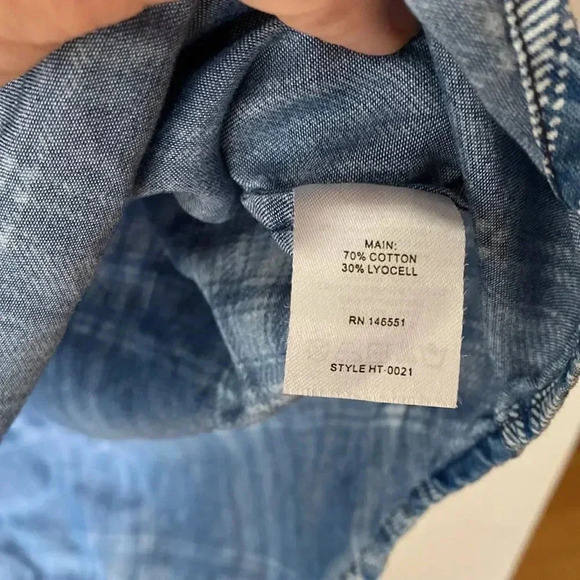 MAIN:
70% COTTON
30% LYOCELL
RN 146551
STYLE HT-0021